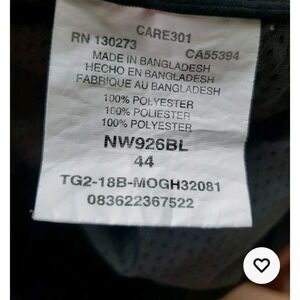 CARE301
RN 130273 CA55394
MADE IN BANGLADESH
HECHO EN BANGLADESH
FABRIQUE AU BANGLADESH
100% POLYESTER
100% POLIESTER
100% POLYESTER
NW926BL
44
TG2-18B-MOGH32081
083622367522